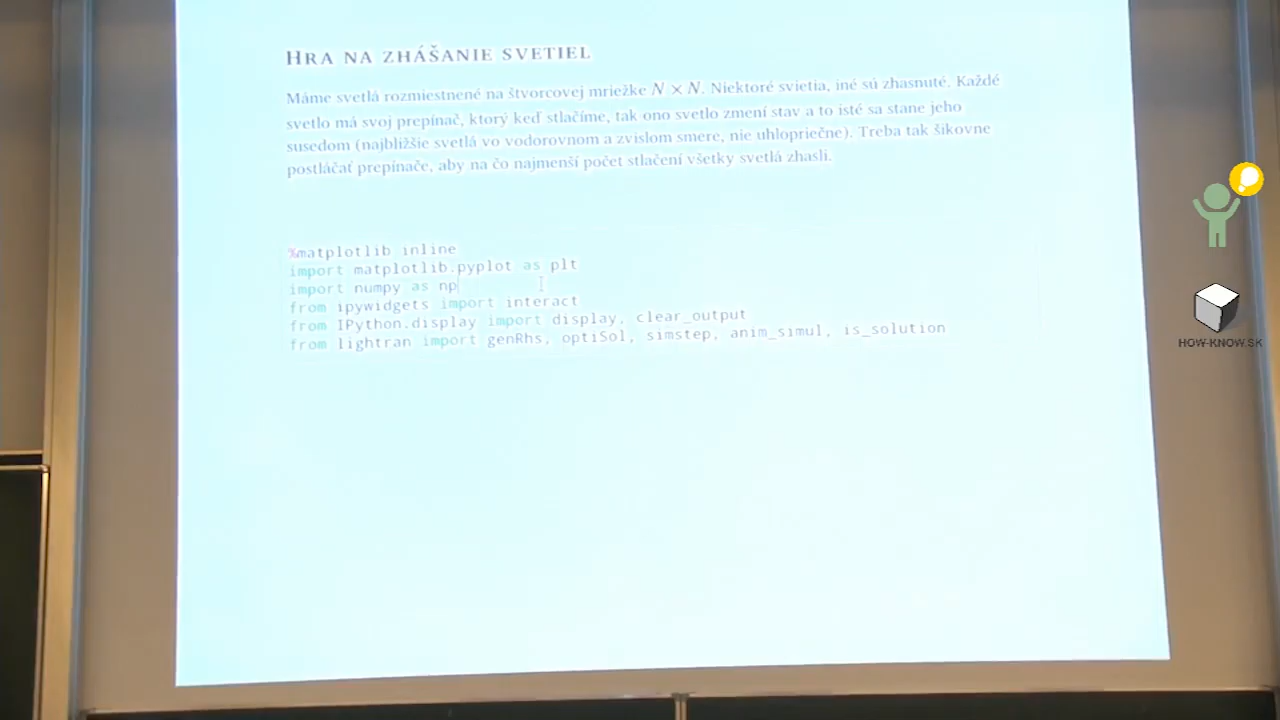 HRA NA ZHÁŠANIE SVETIEL
Máme svetlá rozmiestnené na štvorcovej mriežke N × N. Niektoré svietia, iné sú zhasnuté. Každé
svetlo má svoj prepínač, ktorý keď stlačíme, tak ono svetlo zmení stav a to isté sa stane jeho
susedom (najbližšie svetlá vo vodorovnom a zvislom smere, nie uhlopriečne). Treba tak šikovne
postláčať prepínače, aby na čo najmenší počet stlačení všetky svetlá zhasli.
%matplotlib inline
import matplotlib.pyplot as plt
import numpy as np
from ipywidgets import interact
from IPython.display import display, clear_output
from lightran import genRhs, optiSol, simstep, anim_simul, is_solution
HOW-KNOW.SK